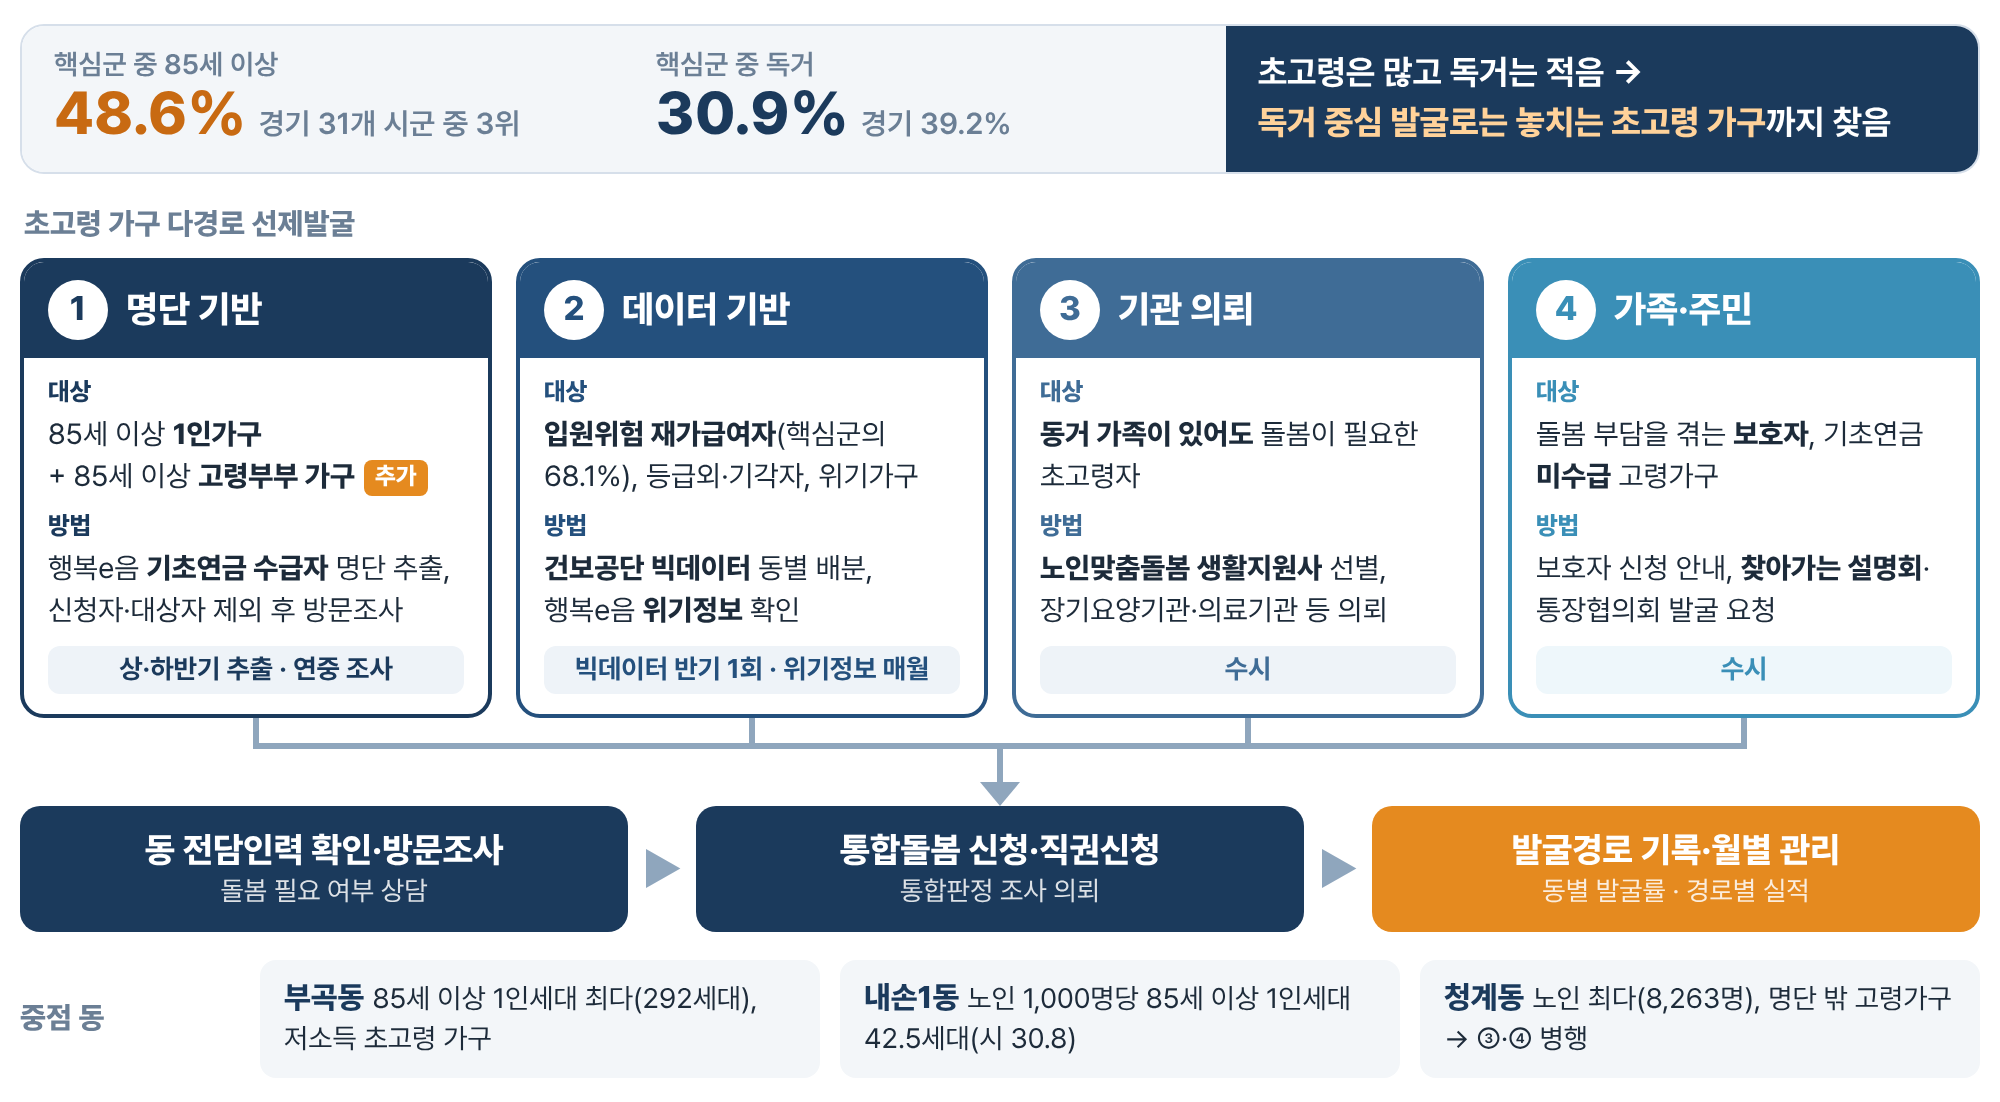 핵심군 중 85세 이상
48.6% 경기 31개 시군 중 3위
핵심군 중 독거
30.9% 경기 39.2%
초고령은 많고 독거는 적음 →
독거 중심 발굴로는 놓치는 초고령 가구까지 찾음
초고령 가구 다경로 선제발굴
1 명단 기반
대상
85세 이상 1인가구
+ 85세 이상 고령부부 가구 추가
방법
행복e음 기초연금 수급자 명단 추출,
신청자·대상자 제외 후 방문조사
상·하반기 추출 · 연중 조사
2 데이터 기반
대상
입원위험 재가급여자(핵심군의
68.1%), 등급외·기각자, 위기가구
방법
건보공단 빅데이터 동별 배분,
행복e음 위기정보 확인
빅데이터 반기 1회 · 위기정보 매월
3 기관 의뢰
대상
동거 가족이 있어도 돌봄이 필요한
초고령자
방법
노인맞춤돌봄 생활지원사 선별,
장기요양기관·의료기관 등 의뢰
수시
4 가족·주민
대상
돌봄 부담을 겪는 보호자, 기초연금
미수급 고령가구
방법
보호자 신청 안내, 찾아가는 설명회·
통장협의회 발굴 요청
수시
동 전담인력 확인·방문조사
돌봄 필요 여부 상담
통합돌봄 신청·직권신청
통합판정 조사 의뢰
발굴경로 기록·월별 관리
동별 발굴률 · 경로별 실적
중점 동
부곡동 85세 이상 1인세대 최다(292세대),
저소득 초고령 가구
내손1동 노인 1,000명당 85세 이상 1인세대
42.5세대(시 30.8)
청계동 노인 최다(8,263명), 명단 밖 고령가구
→ ③·④ 병행